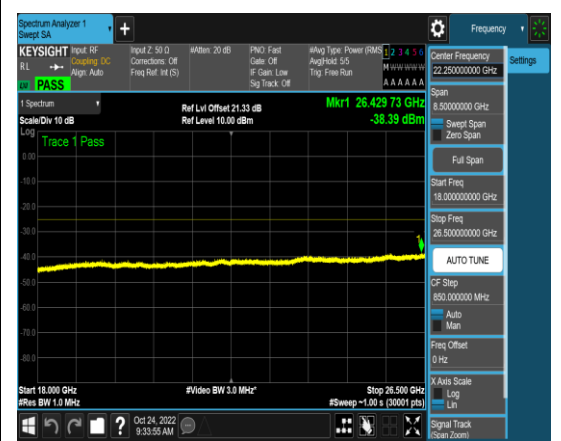 Spectrum Analyzer 1
Swept SA
Frequency
KEYSIGHT
RL
PASS
Input: RF
Coupling: DC
Align: Auto
Input Z: 50 Ω
Corrections: Off
Freq Ref: Int (S)
#Atten: 20 dB
PNO: Fast
Gate: Off
IF Gain: Low
Sig Track: Off
#Avg Type: Power (RMS
Avg|Hold: 5/5
Trig: Free Run
1 2 3 4 5 6
M W W W W W
A A A A A A
1 Spectrum
Scale/Div 10 dB
Ref Lvl Offset 21.33 dB
Ref Level 10.00 dBm
Mkr1 26.429 73 GHz
-38.39 dBm
Log
Trace 1 Pass
0.00
-10.0
-20.0
-30.0
-40.0
-50.0
-60.0
-70.0
-80.0
1
Start 18.000 GHz
#Res BW 1.0 MHz
#Video BW 3.0 MHz*
Stop 26.500 GHz
#Sweep ~1.00 s (30001 pts)
Oct 24, 2022
9:33:55 AM
Center Frequency
22.250000000 GHz
Settings
Span
8.50000000 GHz
Swept Span
Zero Span
Full Span
Start Freq
18.000000000 GHz
Stop Freq
26.500000000 GHz
AUTO TUNE
CF Step
850.000000 MHz
Auto
Man
Freq Offset
0 Hz
X Axis Scale
Log
Lin
Signal Track
(Span Zoom)